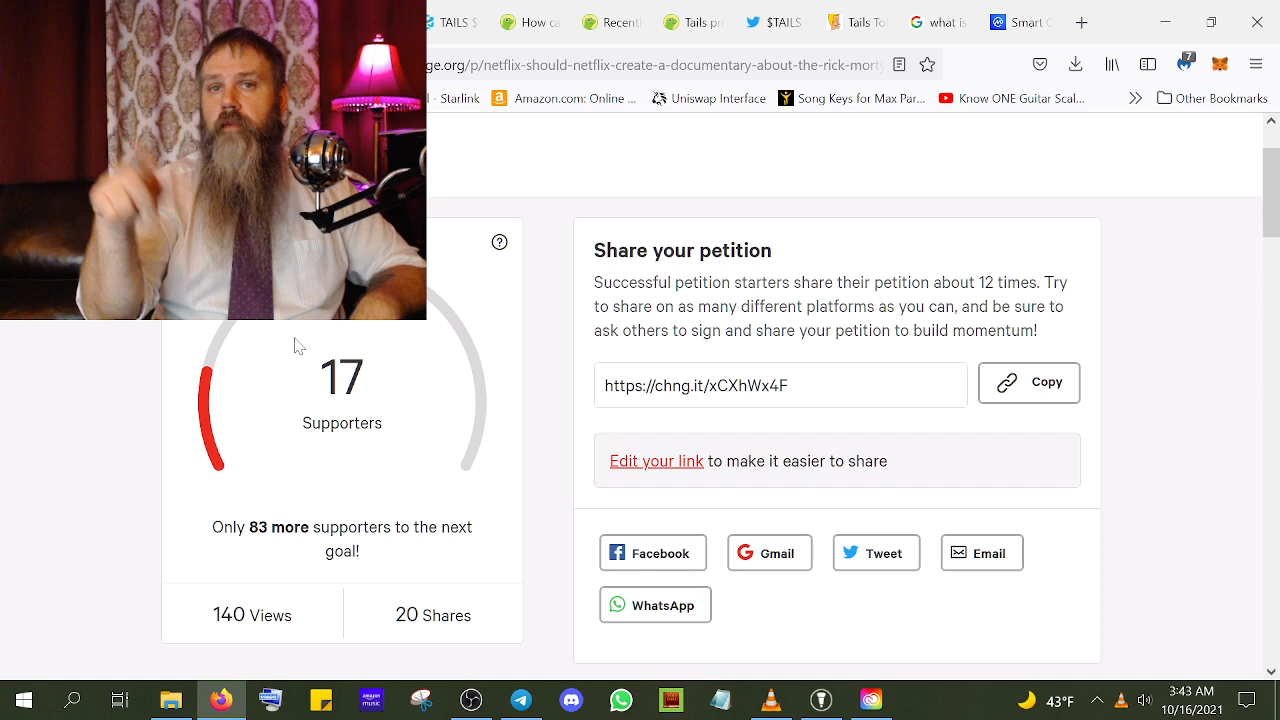 TAILS $
How ca
Recent
Tails pr
$TAILS
Tails To
what is
Smart C
ge.org/p/netflix-should-netflix-create-a-documentary-about-the-rick-morty
7
l - Starlink
Amazon.com: Online ...
Uniswap Interface
Keys for Max Par...
Know ONE Guitar
Other Bookmarks
Share your petition
Successful petition starters share their petition about 12 times. Try
to share on as many different platforms as you can, and be sure to
ask others to sign and share your petition to build momentum!
https://chng.it/xCXhWx4F
Copy
Edit your link to make it easier to share
Facebook
Gmail
Tweet
Email
WhatsApp
17
Supporters
Only 83 more supporters to the next
goal!
140 Views
20 Shares
amazon
music
43°F
3:43 AM
10/16/2021